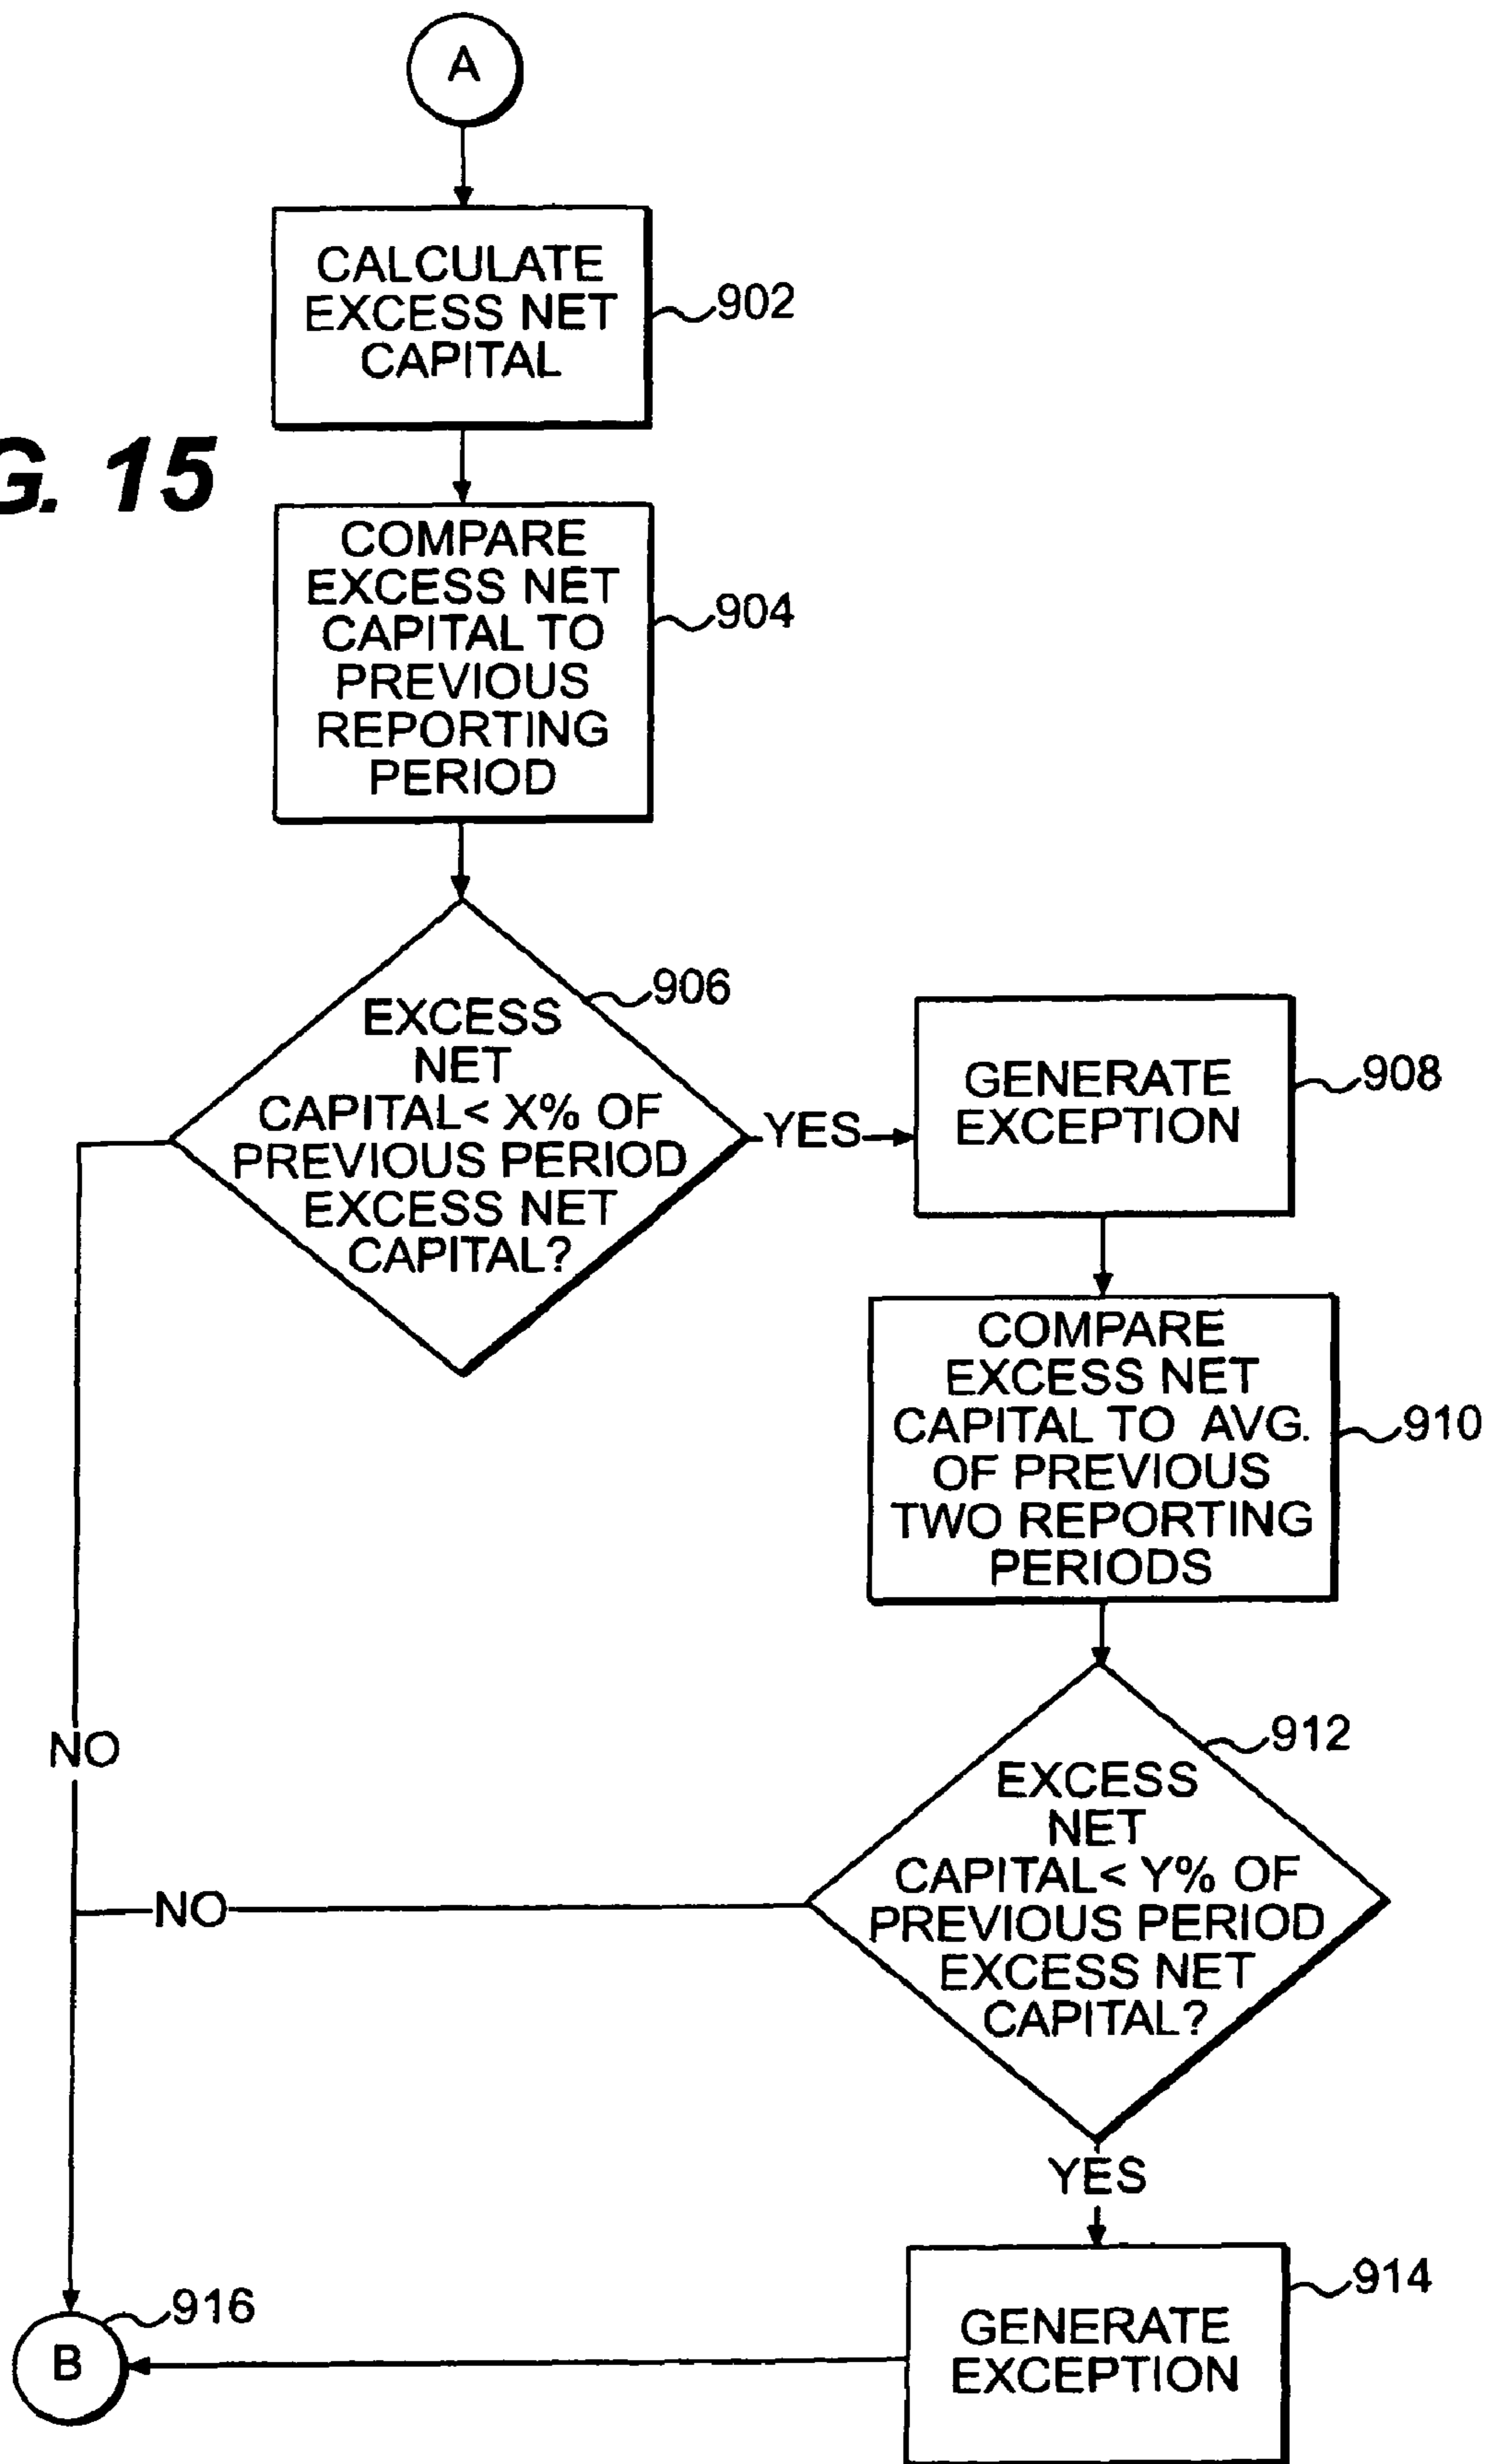 A
CALCULATE
EXCESS NET
CAPITAL
902
G. 15
COMPARE
EXCESS NET
CAPITAL TO
PREVIOUS
REPORTING
PERIOD
904
EXCESS
NET
CAPITAL< X% OF
PREVIOUS PERIOD
EXCESS NET
CAPITAL?
906
YES
GENERATE
EXCEPTION
908
COMPARE
EXCESS NET
CAPITAL TO AVG.
OF PREVIOUS
TWO REPORTING
PERIODS
910
NO
EXCESS
NET
CAPITAL< Y% OF
PREVIOUS PERIOD
EXCESS NET
CAPITAL?
912
NO
YES
GENERATE
EXCEPTION
914
B
916